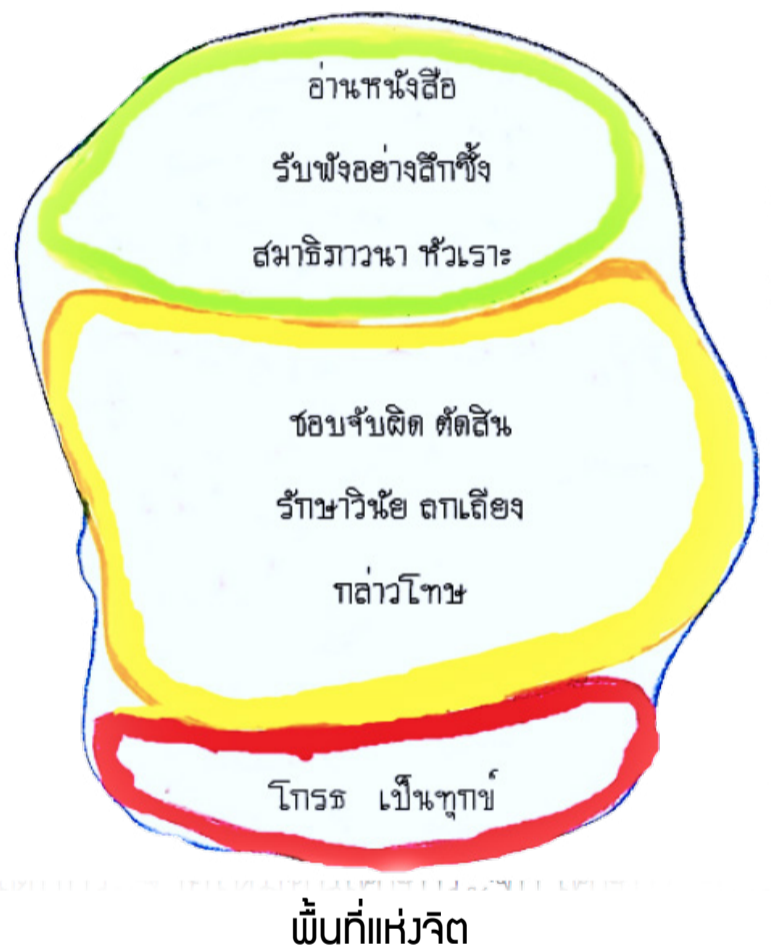 อ่านหนังสือ
รับฟังอย่างลึกซึ้ง
สมาธิภาวนา หัวเราะ
ชอบจับผิด ตัดสิน
รักษาวินัย ถกเถียง
กล่าวโทษ
โกรธ เป็นทุกข์
พื้นที่แห่งจิต